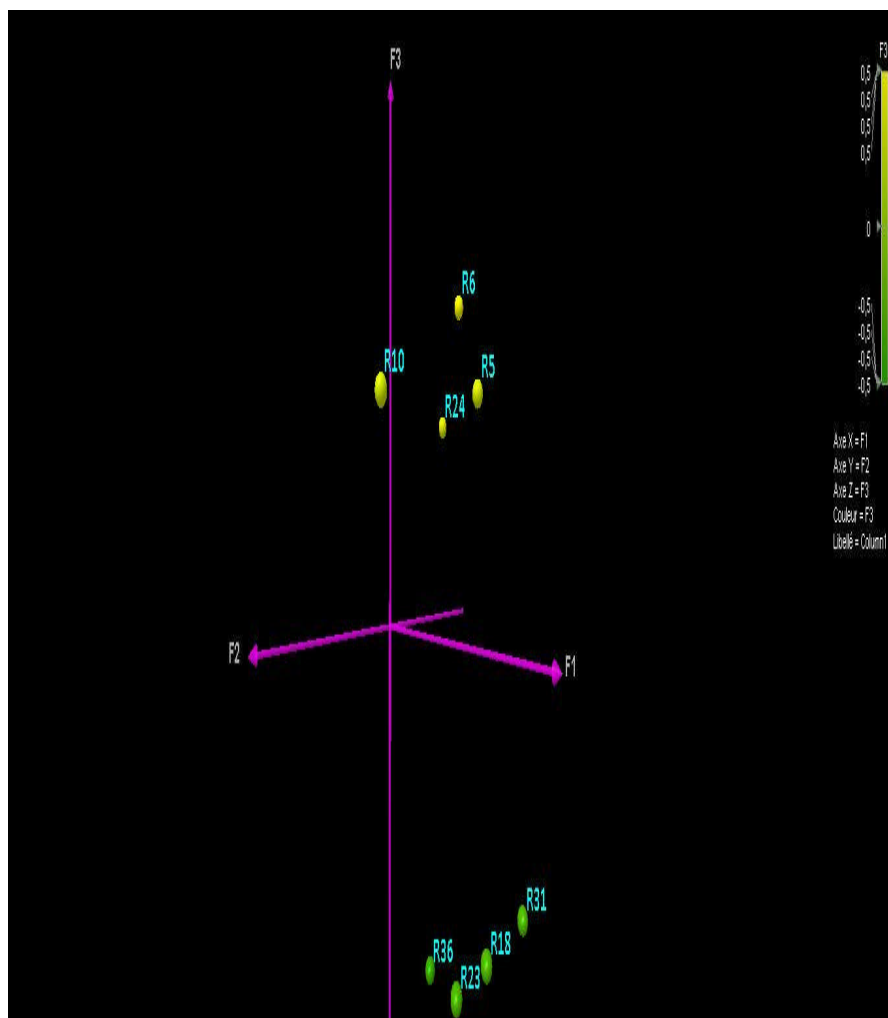 F3
R6
R10
R5
R24
F2
F1
R31
R18
R36
R23
F3
0,5
0,5
0,5
0,5
0
-0,5
-0,5
-0,5
-0,5
Axe X = F1
Axe Y = F2
Axe Z = F3
Couleur = F3
Libellé = Column1